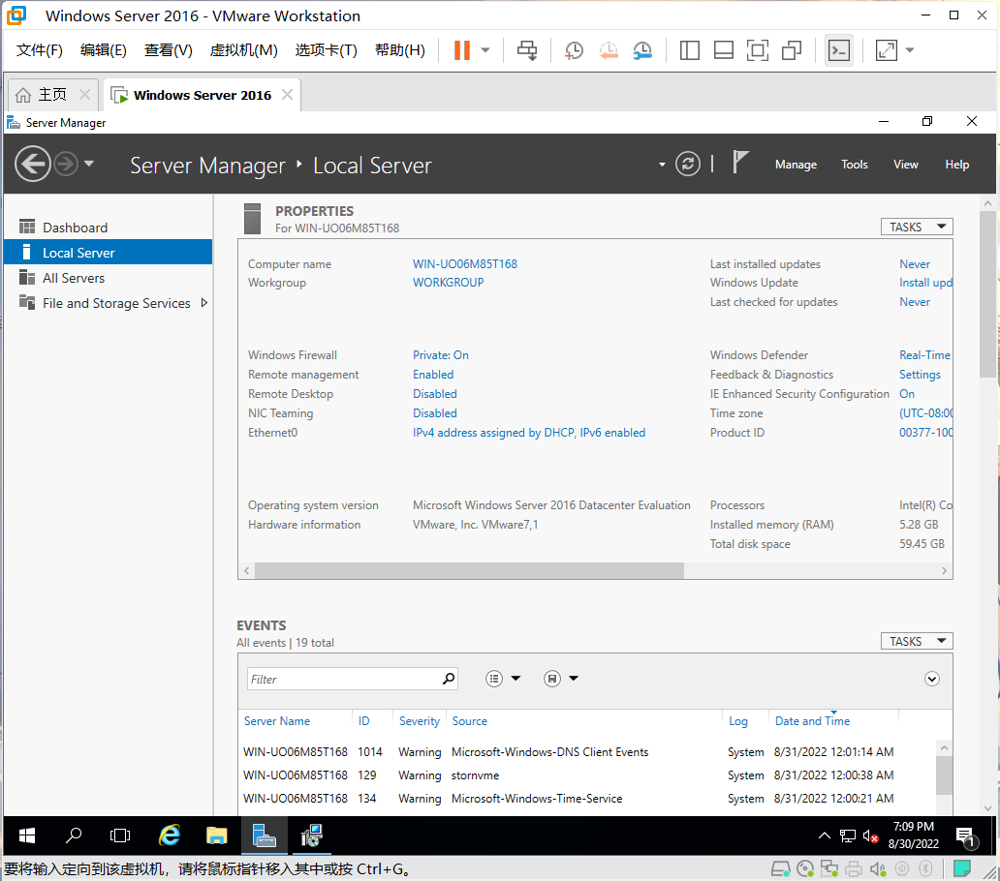 Windows Server 2016 - VMware Workstation
文件(F) 编辑(E) 查看(V) 虚拟机(M) 选项卡(T) 帮助(H)
主页 Windows Server 2016
Server Manager
Server Manager Local Server Manage Tools View Help
Dashboard
Local Server
All Servers
File and Storage Services
PROPERTIES
For WIN-UO06M85T168
TASKS
Computer name WIN-UO06M85T168 Last installed updates Never
Workgroup WORKGROUP Windows Update Install upd
Last checked for updates Never
Windows Firewall Private: On Windows Defender Real-Time
Remote management Enabled Feedback & Diagnostics Settings
Remote Desktop Disabled IE Enhanced Security Configuration On
NIC Teaming Disabled Time zone (UTC-08:00
Ethernet0 IPv4 address assigned by DHCP, IPv6 enabled Product ID 00377-100
Operating system version Microsoft Windows Server 2016 Datacenter Evaluation Processors Intel(R) Co
Hardware information VMware, Inc. VMware7,1 Installed memory (RAM) 5.28 GB
Total disk space 59.45 GB
EVENTS
All events | 19 total
TASKS
Filter
Server Name ID Severity Source Log Date and Time
WIN-UO06M85T168 1014 Warning Microsoft-Windows-DNS Client Events System 8/31/2022 12:01:14 AM
WIN-UO06M85T168 129 Warning stornvme System 8/31/2022 12:00:38 AM
WIN-UO06M85T168 134 Warning Microsoft-Windows-Time-Service System 8/31/2022 12:00:21 AM
7:09 PM
8/30/2022
1
要将输入定向到该虚拟机，请将鼠标指针移入其中或按 Ctrl+G。